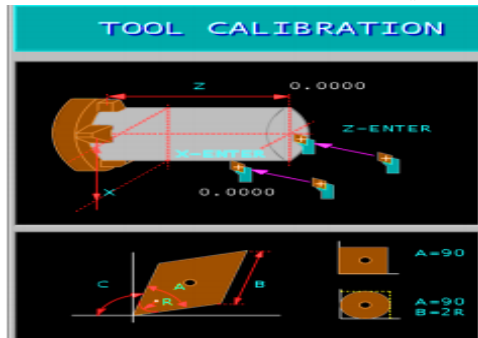 TOOL CALIBRATION
Z 0.0000
Z-ENTER
X-ENTER
X 0.0000
C A B A=90
R
A=90
B=2R